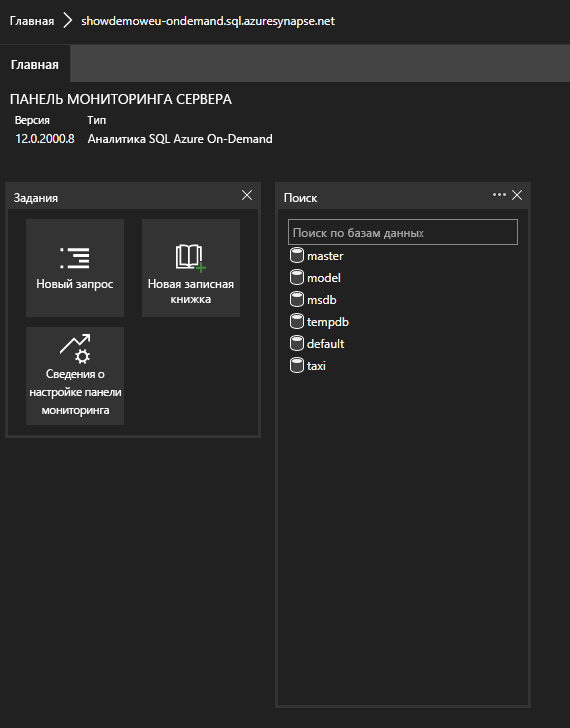 Главная showdemoweu-ondemand.sql.azuresynapse.net
Главная
ПАНЕЛЬ МОНИТОРИНГА СЕРВЕРА
Версия Тип
12.0.2000.8 Аналитика SQL Azure On-Demand
Задания
Новый запрос
Новая записная
книжка
Сведения о
настройке панели
мониторинга
Поиск
Поиск по базам данных
master
model
msdb
tempdb
default
taxi